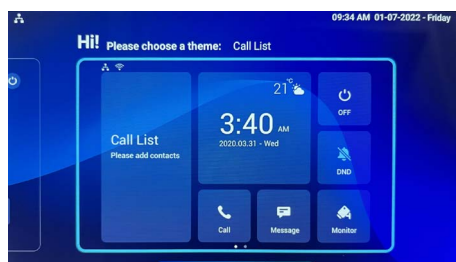 09:34 AM 01-07-2022 - Friday
Hi! Please choose a theme: Call List
21°C
OFF
3:40 AM
2020.03.31 - Wed
Call List
Please add contacts
DND
Call
Message
Monitor